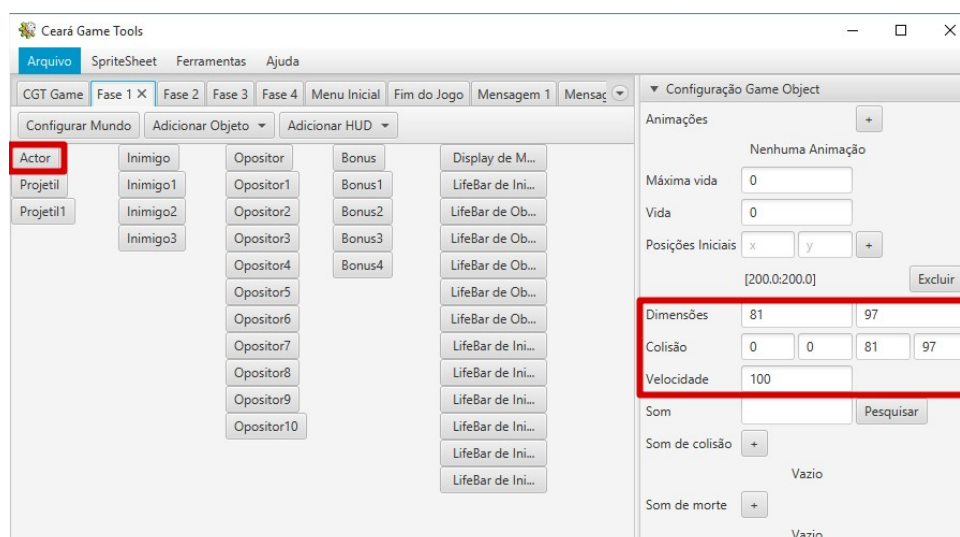 Ceará Game Tools
Arquivo SpriteSheet Ferramentas Ajuda
CGT Game Fase 1 X Fase 2 Fase 3 Fase 4 Menu Inicial Fim do Jogo Mensagem 1 Mensaç
Configurar Mundo Adicionar Objeto Adicionar HUD
Actor Inimigo Opositor Bonus Display de M...
Projetil Inimigo1 Opositor1 Bonus1 LifeBar de Ini...
Projetil1 Inimigo2 Opositor2 Bonus2 LifeBar de Ob...
Inimigo3 Opositor3 Bonus3 LifeBar de Ob...
Opositor4 Bonus4 LifeBar de Ob...
Opositor5 LifeBar de Ob...
Opositor6 LifeBar de Ob...
Opositor7 LifeBar de Ini...
Opositor8 LifeBar de Ini...
Opositor9 LifeBar de Ini...
Opositor10 LifeBar de Ini...
LifeBar de Ini...
LifeBar de Ini...
Configuração Game Object
Animações +
Nenhuma Animação
Máxima vida 0
Vida 0
Posições Iniciais x y +
[200.0:200.0] Excluir
Dimensões 81 97
Colisão 0 0 81 97
Velocidade 100
Som Pesquisar
Som de colisão +
Vazio
Som de morte +
Vazio